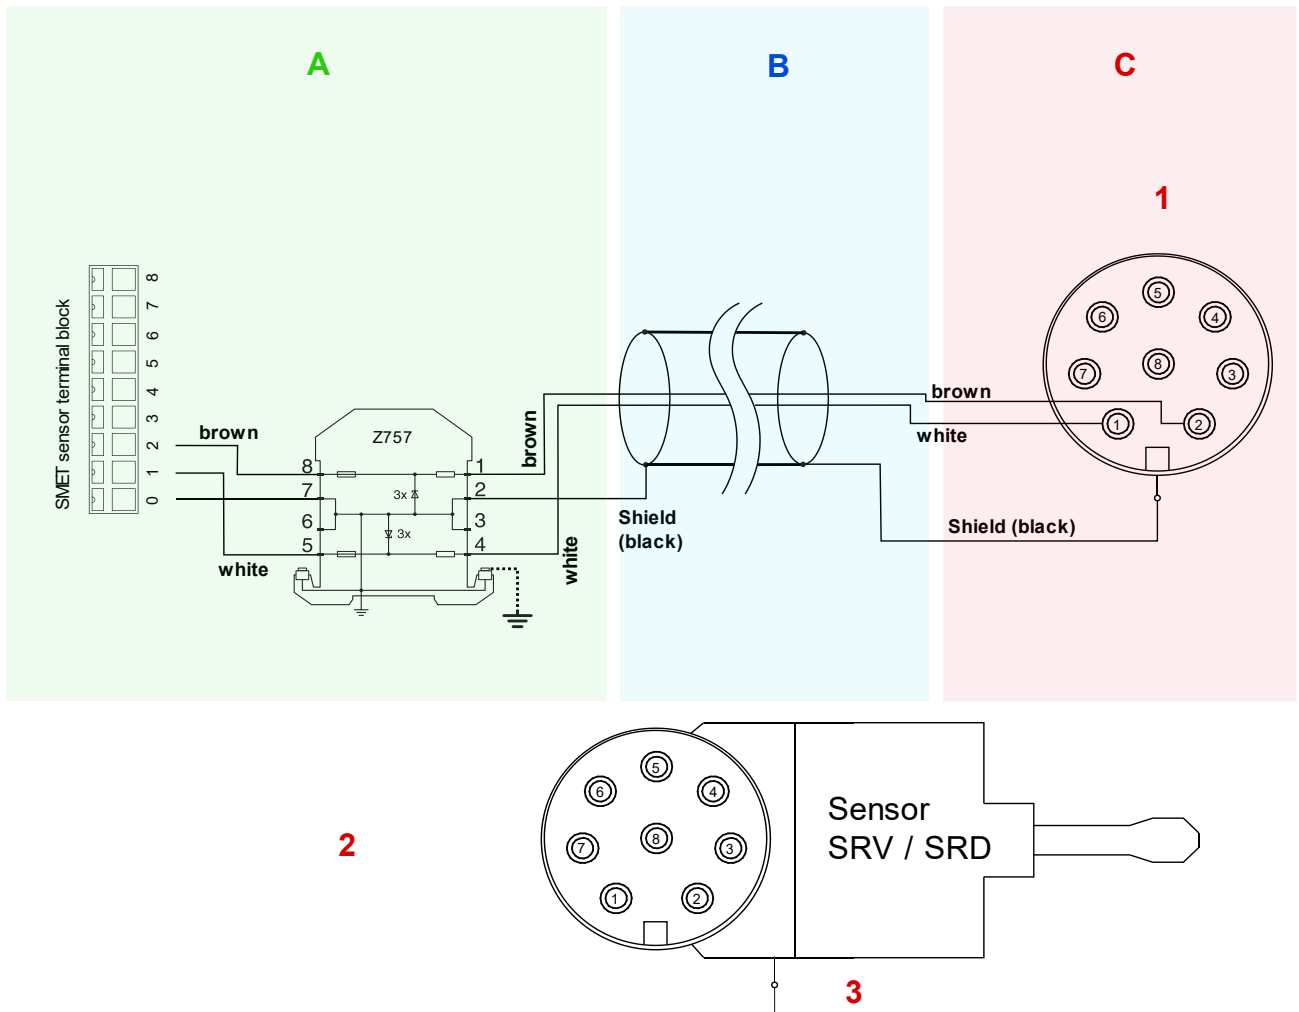 A
B
C
1
5
6
4
8
7
3
1
2
SMET sensor terminal block
8
7
6
5
4
3
2
1
0
brown
white
Z757
8
7
6
5
1
2
3
4
3x
3x
brown
white
Shield
(black)
brown
white
Shield (black)
2
5
6
4
8
7
3
1
2
Sensor
SRV / SRD
3